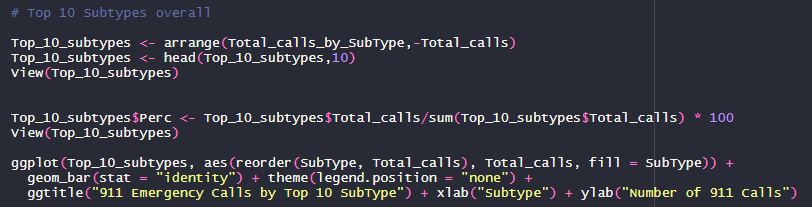 # Top 10 Subtypes overall
Top_10_subtypes <- arrange(Total_calls_by_SubType,-Total_calls)
Top_10_subtypes <- head(Top_10_subtypes,10)
View(Top_10_subtypes)
Top_10_subtypes$Perc <- Top_10_subtypes$Total_calls/sum(Top_10_subtypes$Total_calls) * 100
View(Top_10_subtypes)
ggplot(Top_10_subtypes, aes(reorder(SubType, Total_calls), Total_calls, fill = SubType)) +
geom_bar(stat = "identity") + theme(legend.position = "none") +
ggtitle("911 Emergency Calls by Top 10 SubType") + xlab("Subtype") + ylab("Number of 911 Calls")